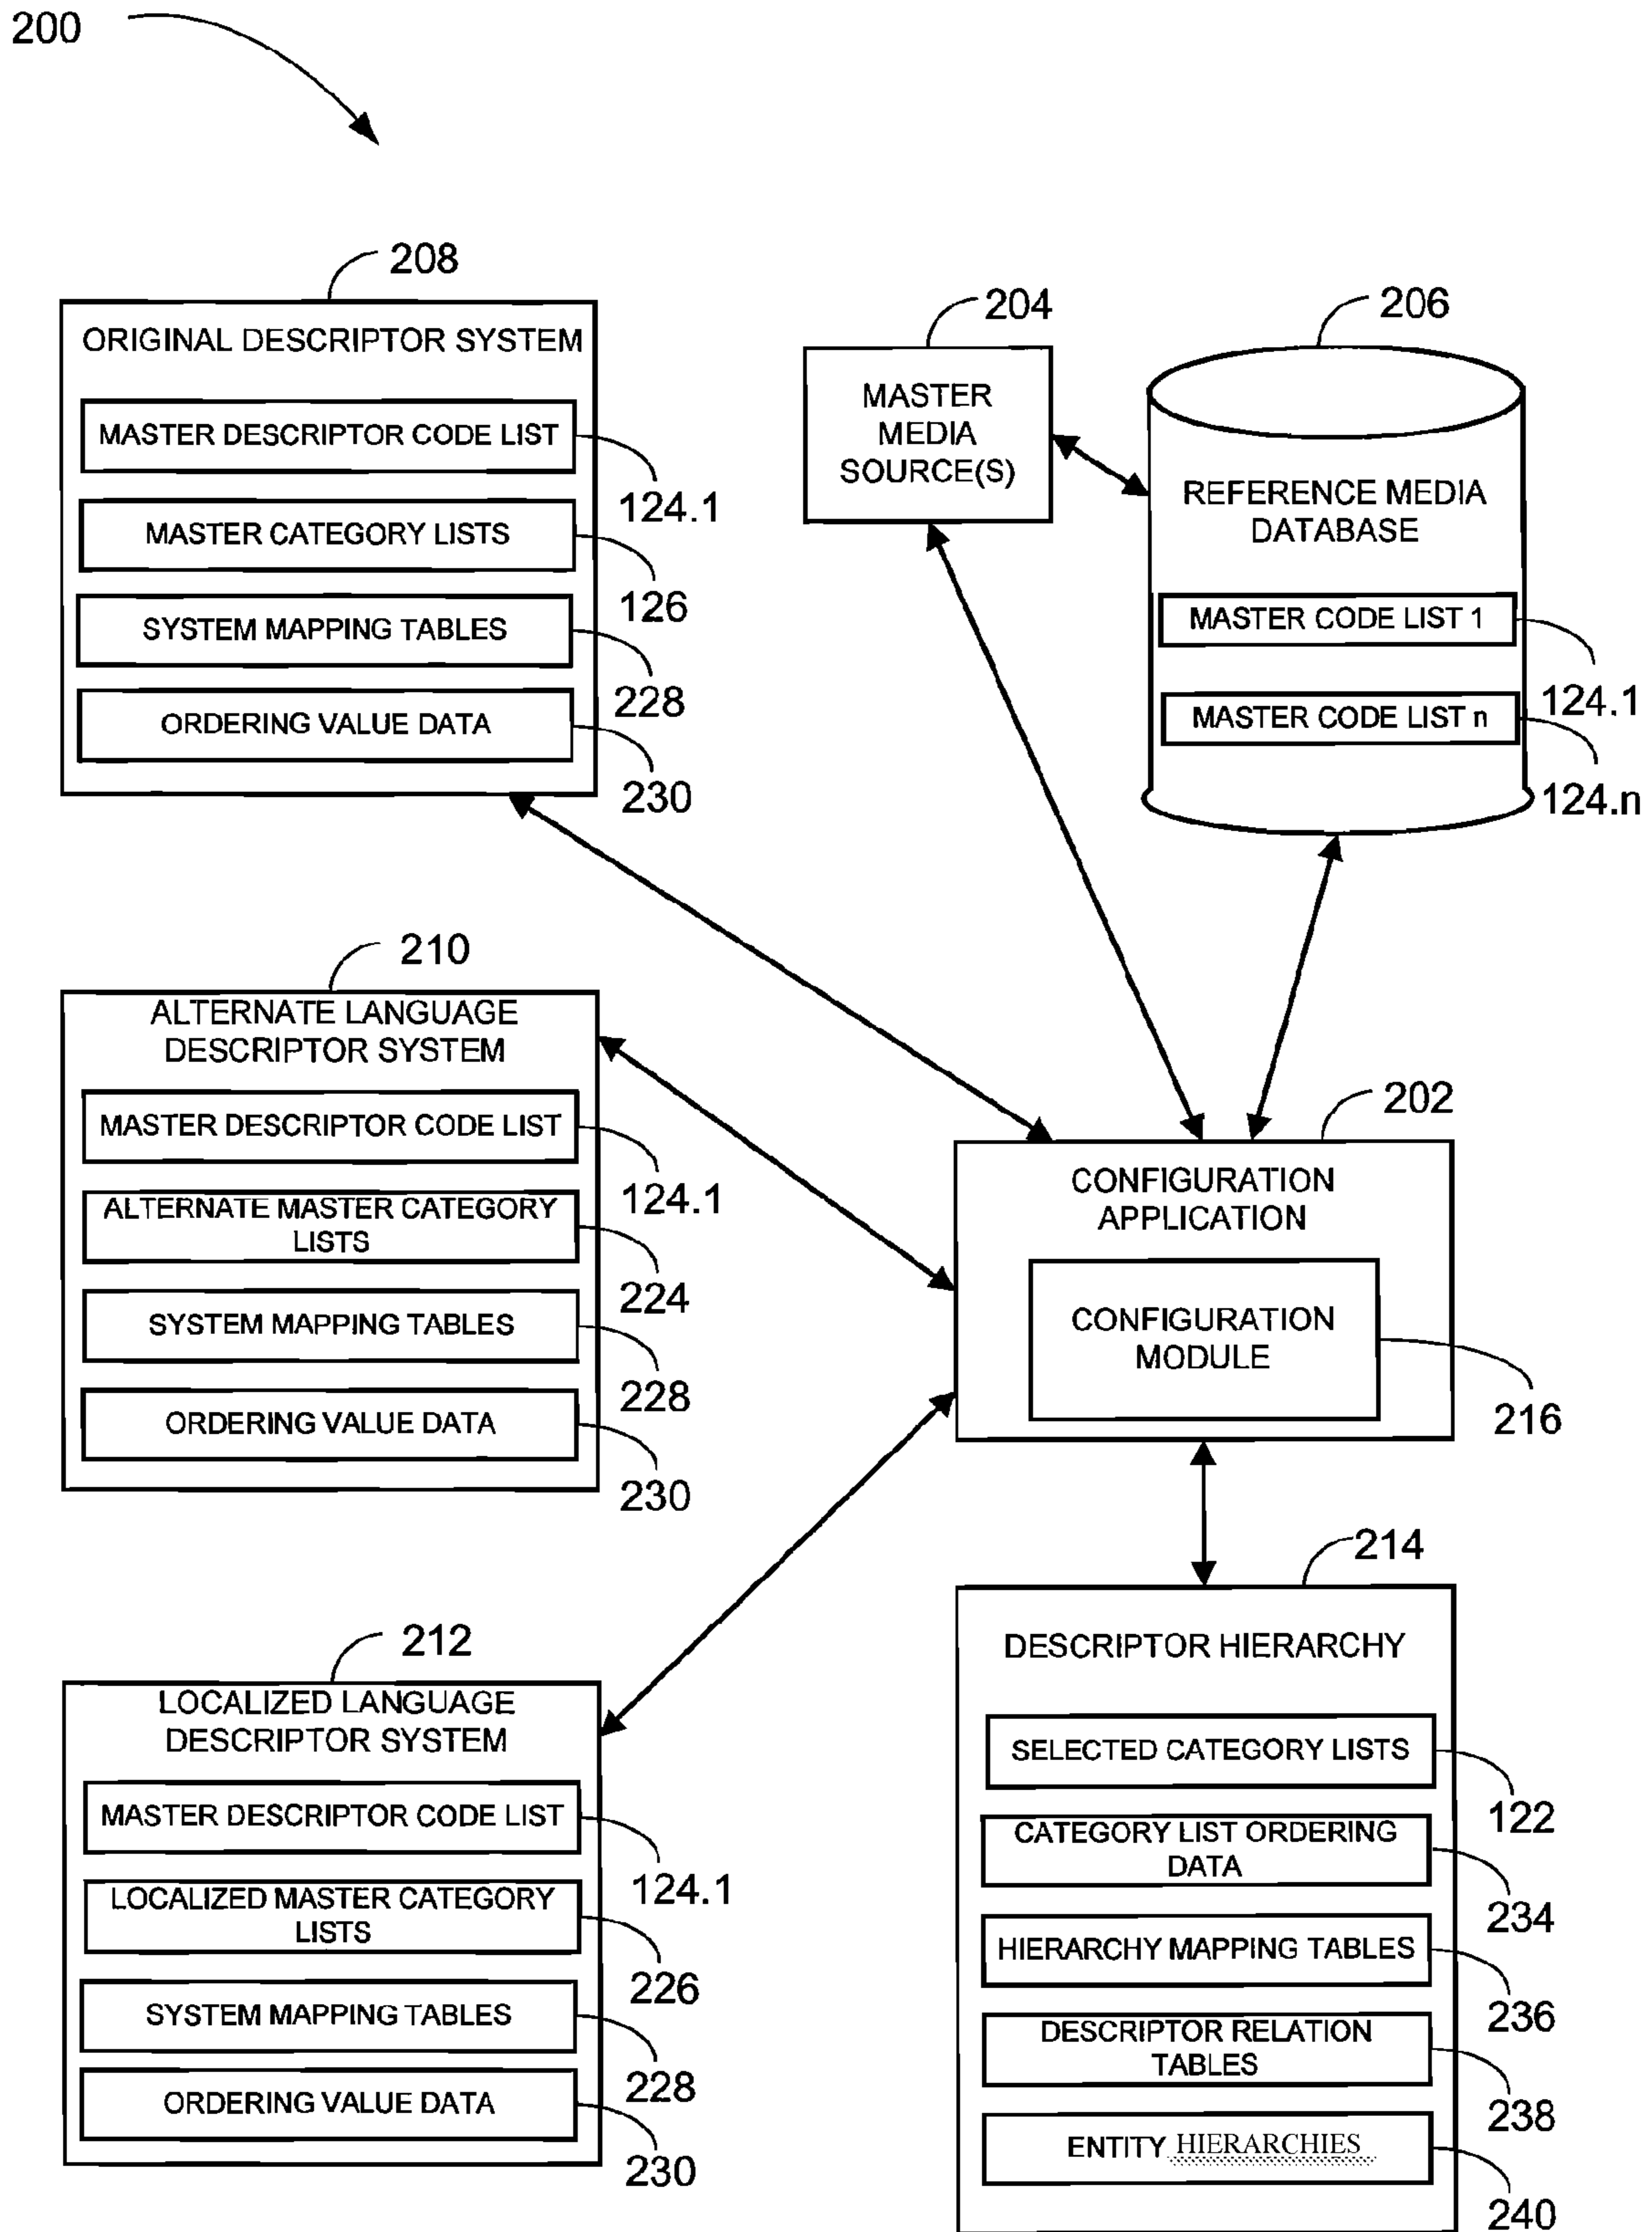 200
208
ORIGINAL DESCRIPTOR SYSTEM
MASTER DESCRIPTOR CODE LIST
124.1
MASTER CATEGORY LISTS
126
SYSTEM MAPPING TABLES
228
ORDERING VALUE DATA
230
204
MASTER
MEDIA
SOURCE(S)
206
REFERENCE MEDIA
DATABASE
MASTER CODE LIST 1
124.1
MASTER CODE LIST n
124.n
210
ALTERNATE LANGUAGE
DESCRIPTOR SYSTEM
MASTER DESCRIPTOR CODE LIST
124.1
ALTERNATE MASTER CATEGORY
LISTS
224
SYSTEM MAPPING TABLES
228
ORDERING VALUE DATA
230
202
CONFIGURATION
APPLICATION
CONFIGURATION
MODULE
216
212
LOCALIZED LANGUAGE
DESCRIPTOR SYSTEM
MASTER DESCRIPTOR CODE LIST
124.1
LOCALIZED MASTER CATEGORY
LISTS
226
SYSTEM MAPPING TABLES
228
ORDERING VALUE DATA
230
214
DESCRIPTOR HIERARCHY
SELECTED CATEGORY LISTS
122
CATEGORY LIST ORDERING
DATA
234
HIERARCHY MAPPING TABLES
236
DESCRIPTOR RELATION
TABLES
238
ENTITY HIERARCHIES
240